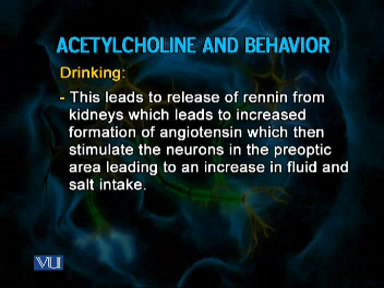 ACETYLCHOLINE AND BEHAVIOR
Drinking:
- This leads to release of rennin from
kidneys which leads to increased
formation of angiotensin which then
stimulate the neurons in the preoptic
area leading to an increase in fluid and
salt intake.
VU